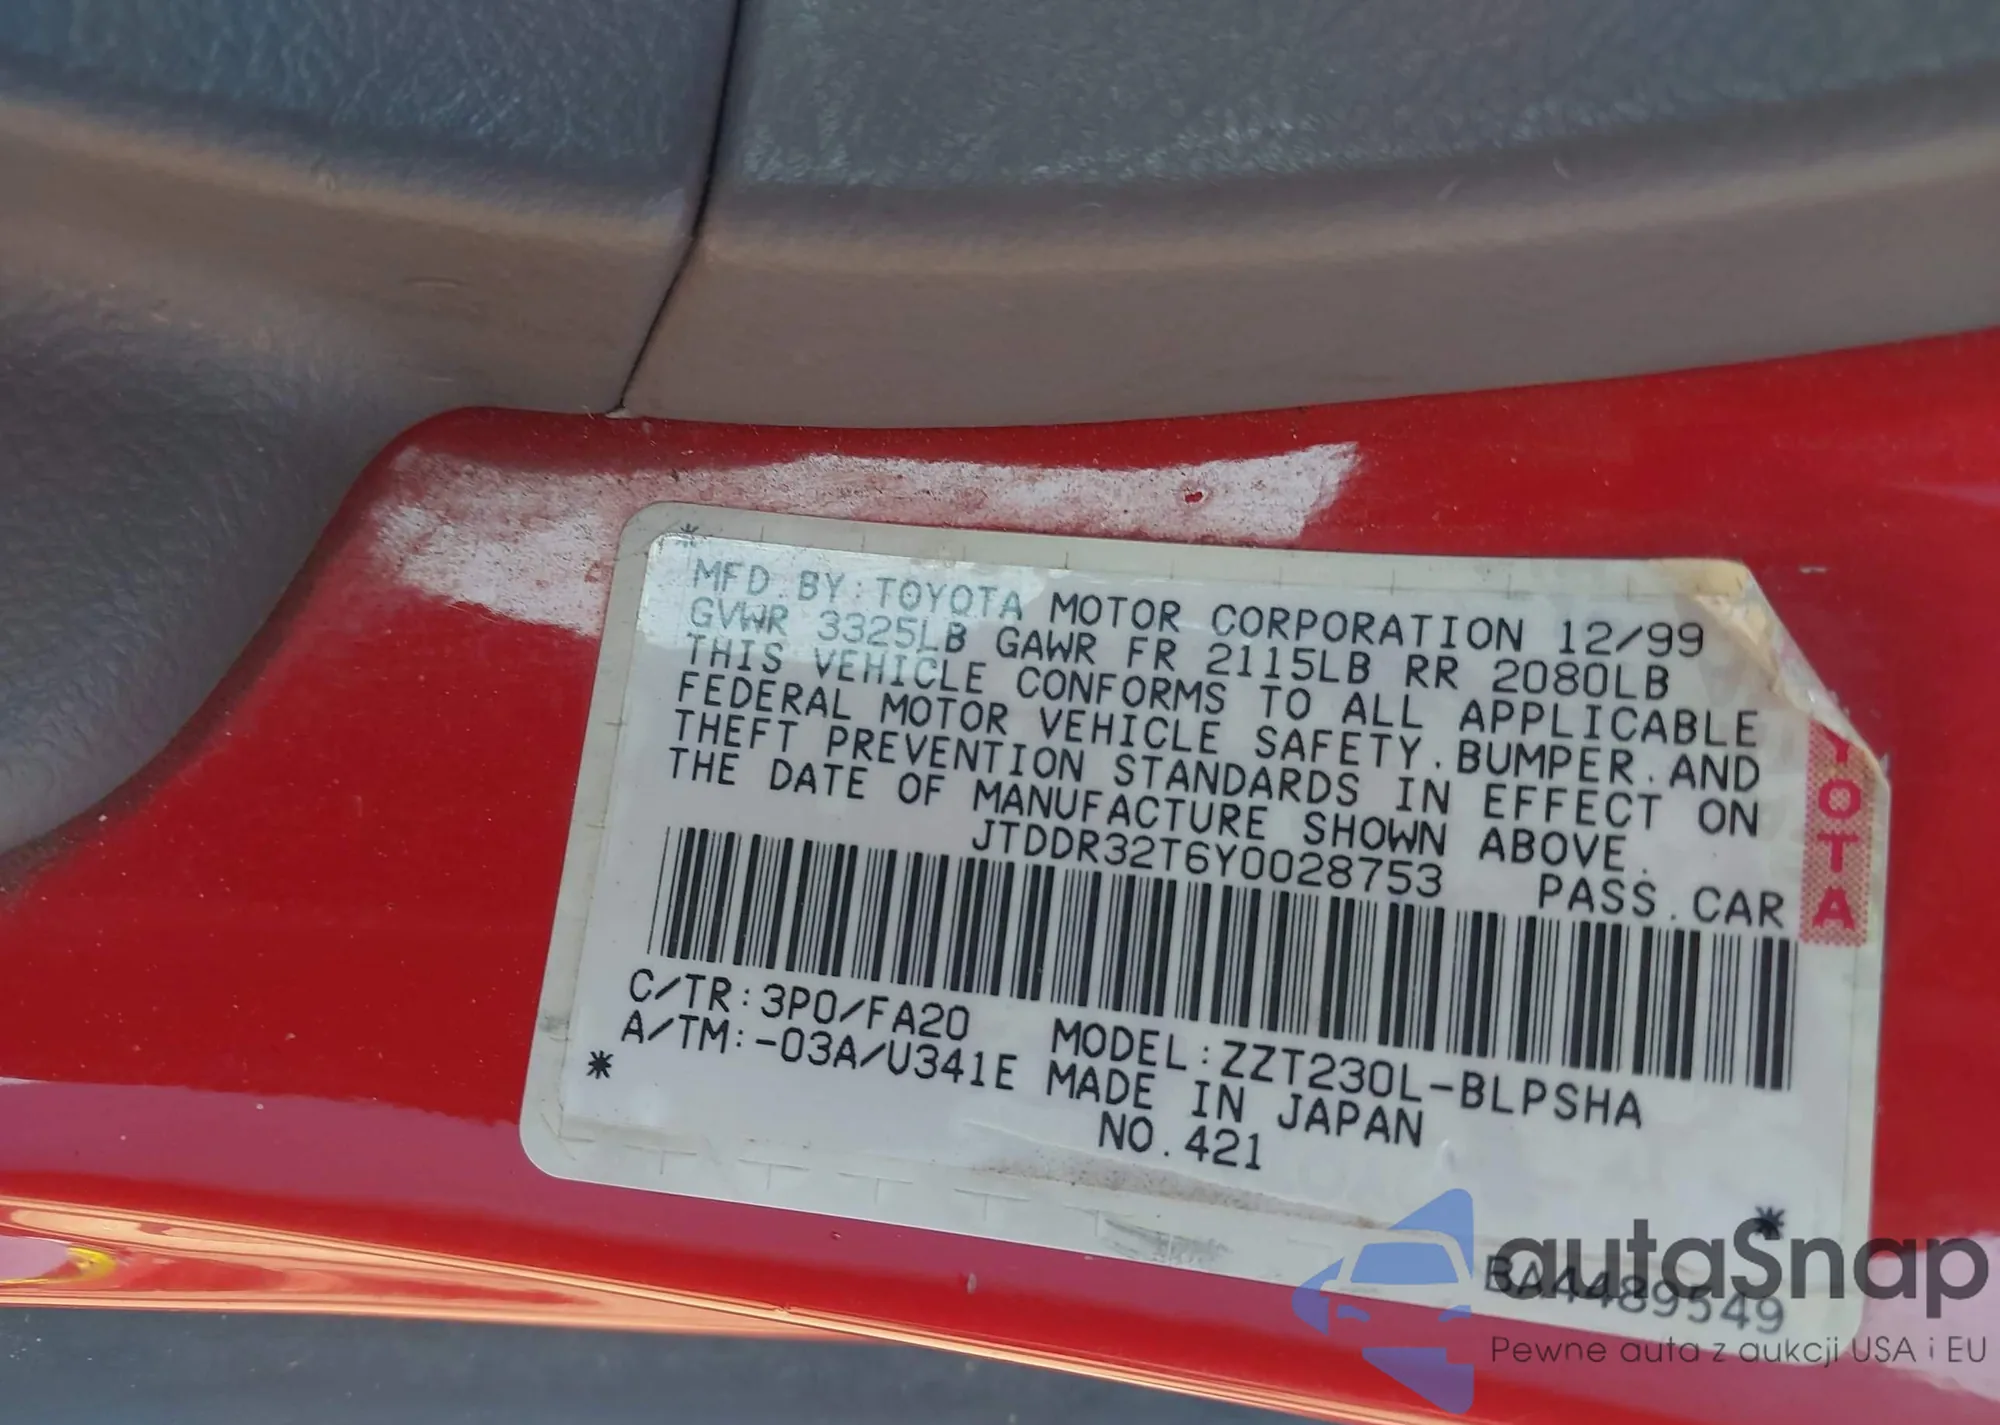 MFD. BY: TOYOTA MOTOR CORPORATION 12/99
GVWR 3325LB GAWR FR 2115LB RR 2080LB
THIS VEHICLE CONFORMS TO ALL APPLICABLE
FEDERAL MOTOR VEHICLE SAFETY. BUMPER. AND
THEFT PREVENTION STANDARDS IN EFFECT ON
THE DATE OF MANUFACTURE SHOWN ABOVE.
JTDDR32T6Y0028753 PASS. CAR
C/TR: 3P0/FA20 MODEL: ZZT230L-BLPSHA
A/TM: -03A/U341E MADE IN JAPAN
NO. 421
OYOTA
BA4489549
autaSnap
Pewne auta z aukcji USA i EU